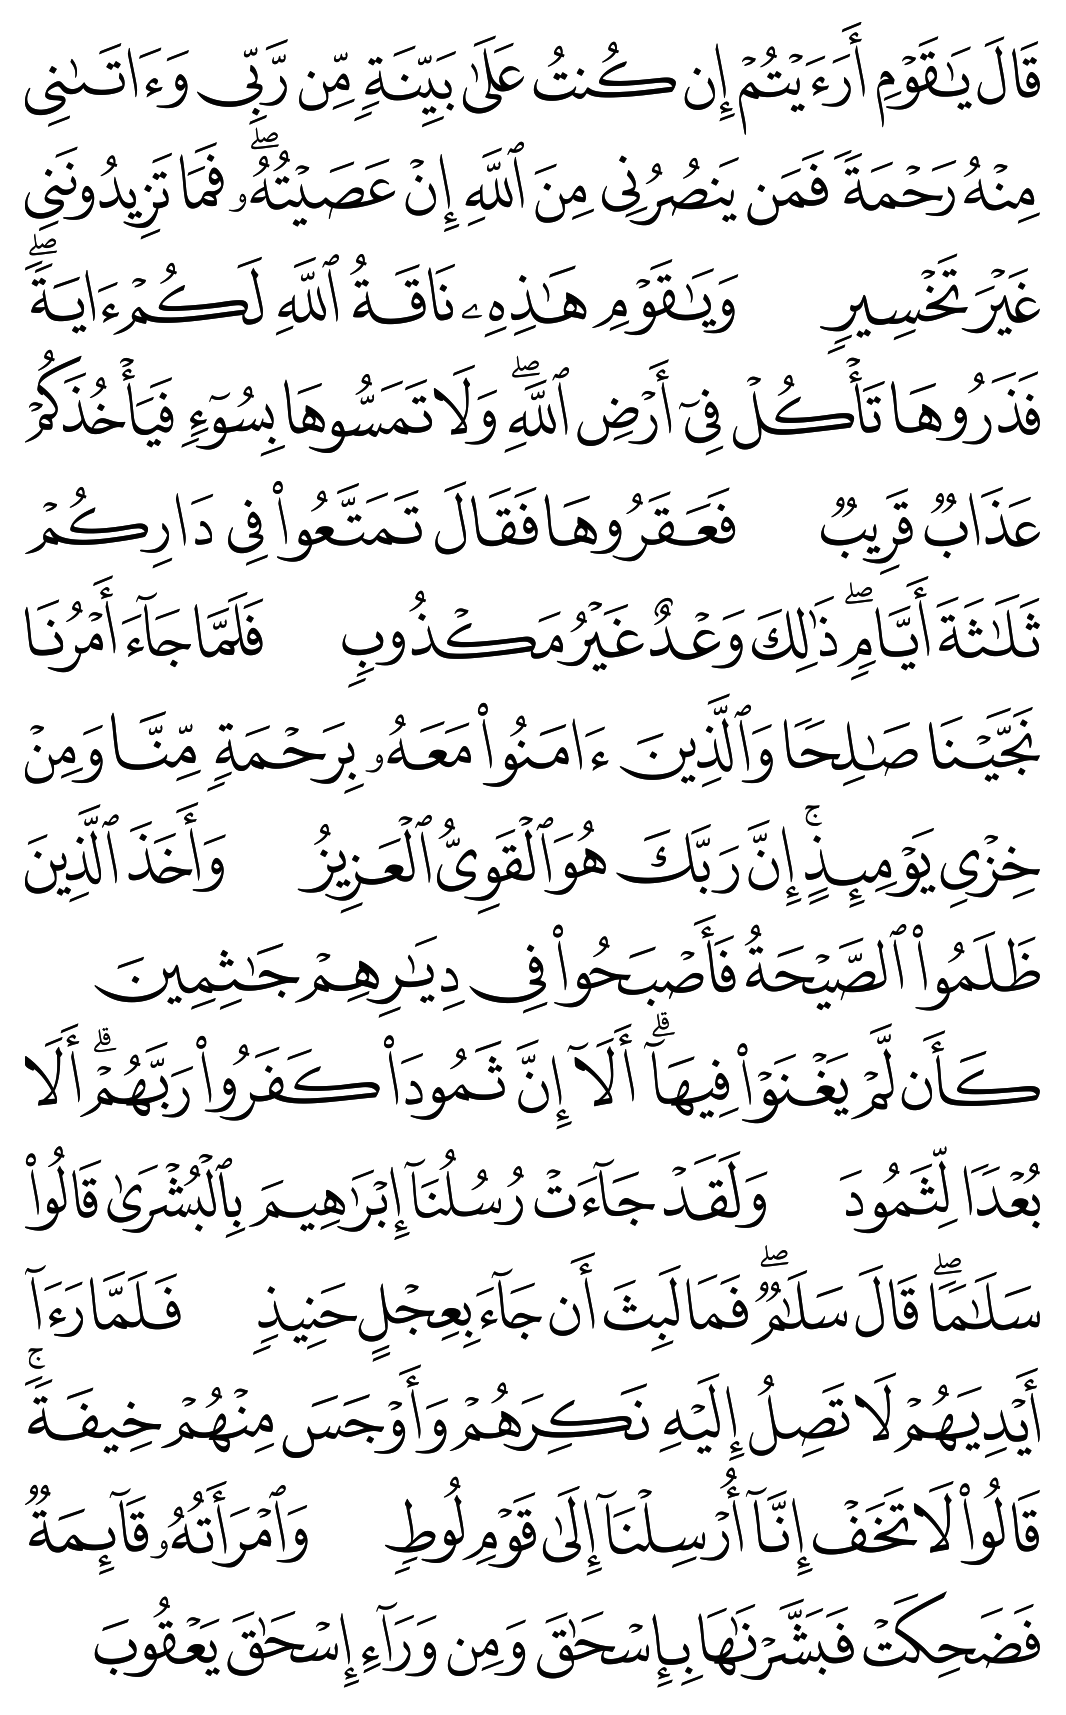 قَالَ يَٰقَوْمِ أَرَءَيْتُمْ إِن كُنتُ عَلَىٰ بَيِّنَةٍ مِّن رَّبِّى وَءَاتَىٰنِى
مِنْهُ رَحْمَةً فَمَن يَنصُرُنِى مِنَ ٱللَّهِ إِنْ عَصَيْتُهُۥۖ فَمَا تَزِيدُونَنِى
غَيْرَ تَخْسِيرٍ وَيَٰقَوْمِ هَٰذِهِۦ نَاقَةُ ٱللَّهِ لَكُمْ ءَايَةًۖ
فَذَرُوهَا تَأْكُلْ فِىٓ أَرْضِ ٱللَّهِۖ وَلَا تَمَسُّوهَا بِسُوٓءٍ فَيَأْخُذَكُمْ
عَذَابٌ قَرِيبٌ فَعَقَرُوهَا فَقَالَ تَمَتَّعُوا۟ فِى دَارِكُمْ
ثَلَٰثَةَ أَيَّامٍۖ ذَٰلِكَ وَعْدٌ غَيْرُ مَكْذُوبٍ فَلَمَّا جَآءَ أَمْرُنَا
نَجَّيْنَا صَٰلِحًا وَٱلَّذِينَ ءَامَنُوا۟ مَعَهُۥ بِرَحْمَةٍ مِّنَّا وَمِنْ
خِزْىِ يَوْمِئِذٍۚ إِنَّ رَبَّكَ هُوَ ٱلْقَوِىُّ ٱلْعَزِيزُ وَأَخَذَ ٱلَّذِينَ
ظَلَمُوا۟ ٱلصَّيْحَةُ فَأَصْبَحُوا۟ فِى دِيَٰرِهِمْ جَٰثِمِينَ
كَأَن لَّمْ يَغْنَوْا۟ فِيهَآۗ أَلَآ إِنَّ ثَمُودَا۟ كَفَرُوا۟ رَبَّهُمْۗ أَلَا
بُعْدًا لِّثَمُودَ وَلَقَدْ جَآءَتْ رُسُلُنَآ إِبْرَٰهِيمَ بِٱلْبُشْرَىٰ قَالُوا۟
سَلَٰمًاۖ قَالَ سَلَٰمٌۖ فَمَا لَبِثَ أَن جَآءَ بِعِجْلٍ حَنِيذٍ فَلَمَّا رَءَآ
أَيْدِيَهُمْ لَا تَصِلُ إِلَيْهِ نَكِرَهُمْ وَأَوْجَسَ مِنْهُمْ خِيفَةًۚ
قَالُوا۟ لَا تَخَفْ إِنَّآ أُرْسِلْنَآ إِلَىٰ قَوْمِ لُوطٍ وَٱمْرَأَتُهُۥ قَآئِمَةٌ
فَضَحِكَتْ فَبَشَّرْنَٰهَا بِإِسْحَٰقَ وَمِن وَرَآءِ إِسْحَٰقَ يَعْقُوبَ